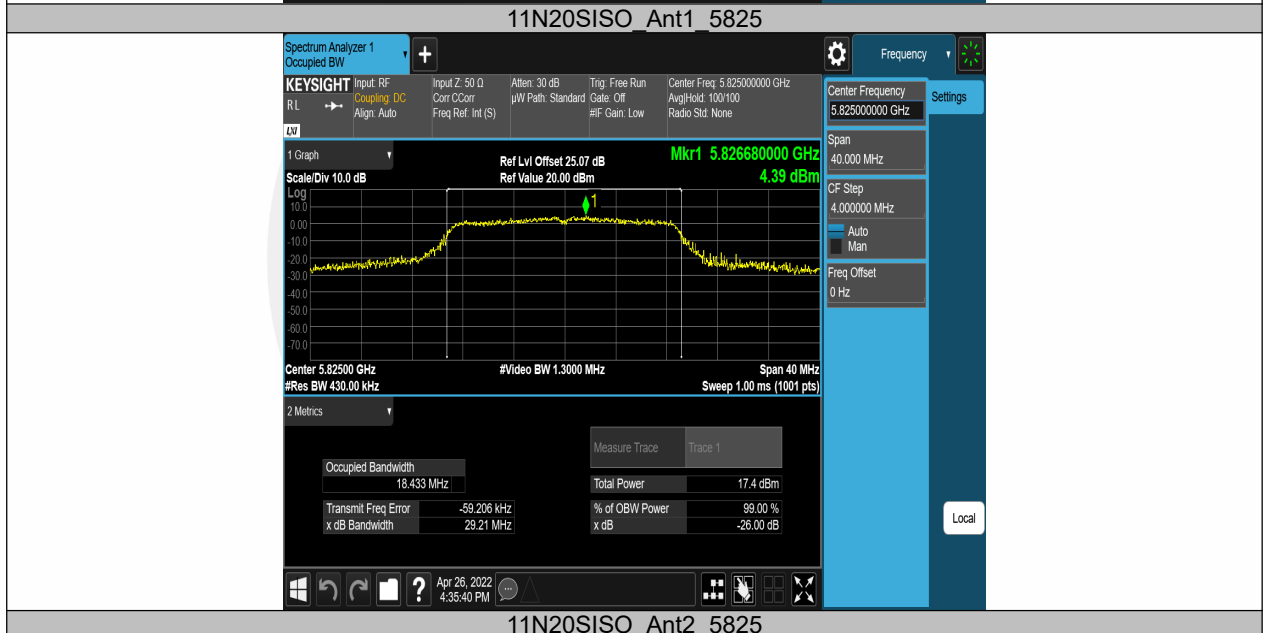 11N20SISO_Ant1_5825
Spectrum Analyzer 1
Occupied BW
+
Frequency
KEYSIGHT
RL
LXI
Input: RF
Coupling: DC
Align: Auto
Input Z: 50 Ω
Corr CCorr
Freq Ref: Int (S)
Atten: 30 dB
µW Path: Standard
Trig: Free Run
Gate: Off
#IF Gain: Low
Center Freq: 5.825000000 GHz
Avg|Hold: 100/100
Radio Std: None
Center Frequency
5.825000000 GHz
Settings
Span
40.000 MHz
CF Step
4.000000 MHz
Auto
Man
Freq Offset
0 Hz
1 Graph
Scale/Div 10.0 dB
Ref Lvl Offset 25.07 dB
Ref Value 20.00 dBm
Mkr1 5.826680000 GHz
4.39 dBm
Log
1
10.0
0.00
-10.0
-20.0
-30.0
-40.0
-50.0
-60.0
-70.0
Center 5.82500 GHz
#Video BW 1.3000 MHz
Span 40 MHz
#Res BW 430.00 kHz
Sweep 1.00 ms (1001 pts)
2 Metrics
Measure Trace Trace 1
Occupied Bandwidth
18.433 MHz
Total Power 17.4 dBm
Transmit Freq Error -59.206 kHz
% of OBW Power 99.00 %
x dB Bandwidth 29.21 MHz
x dB -26.00 dB
Local
?
Apr 26, 2022
4:35:40 PM
11N20SISO_Ant2_5825